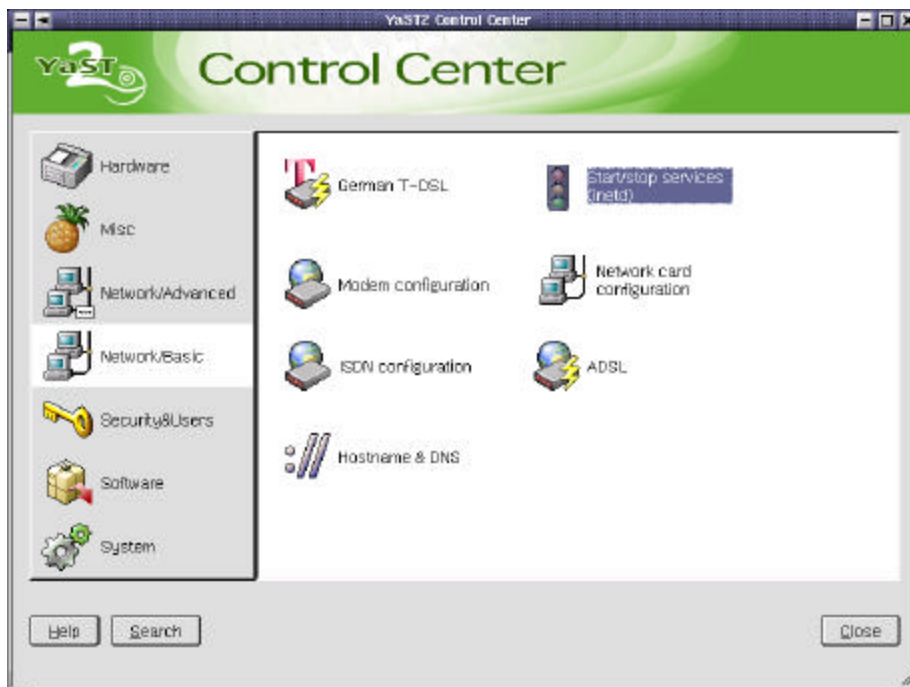 YaST2 Control Center
YaST2
Control Center
Hardware
Misc
Network/Advanced
Network/Basic
Security&Users
Software
System
T
German T-DSL
Start/stop services
(inetd)
Modem configuration
Network card
configuration
ISDN configuration
ADSL
://
Hostname & DNS
Help
Search
Close